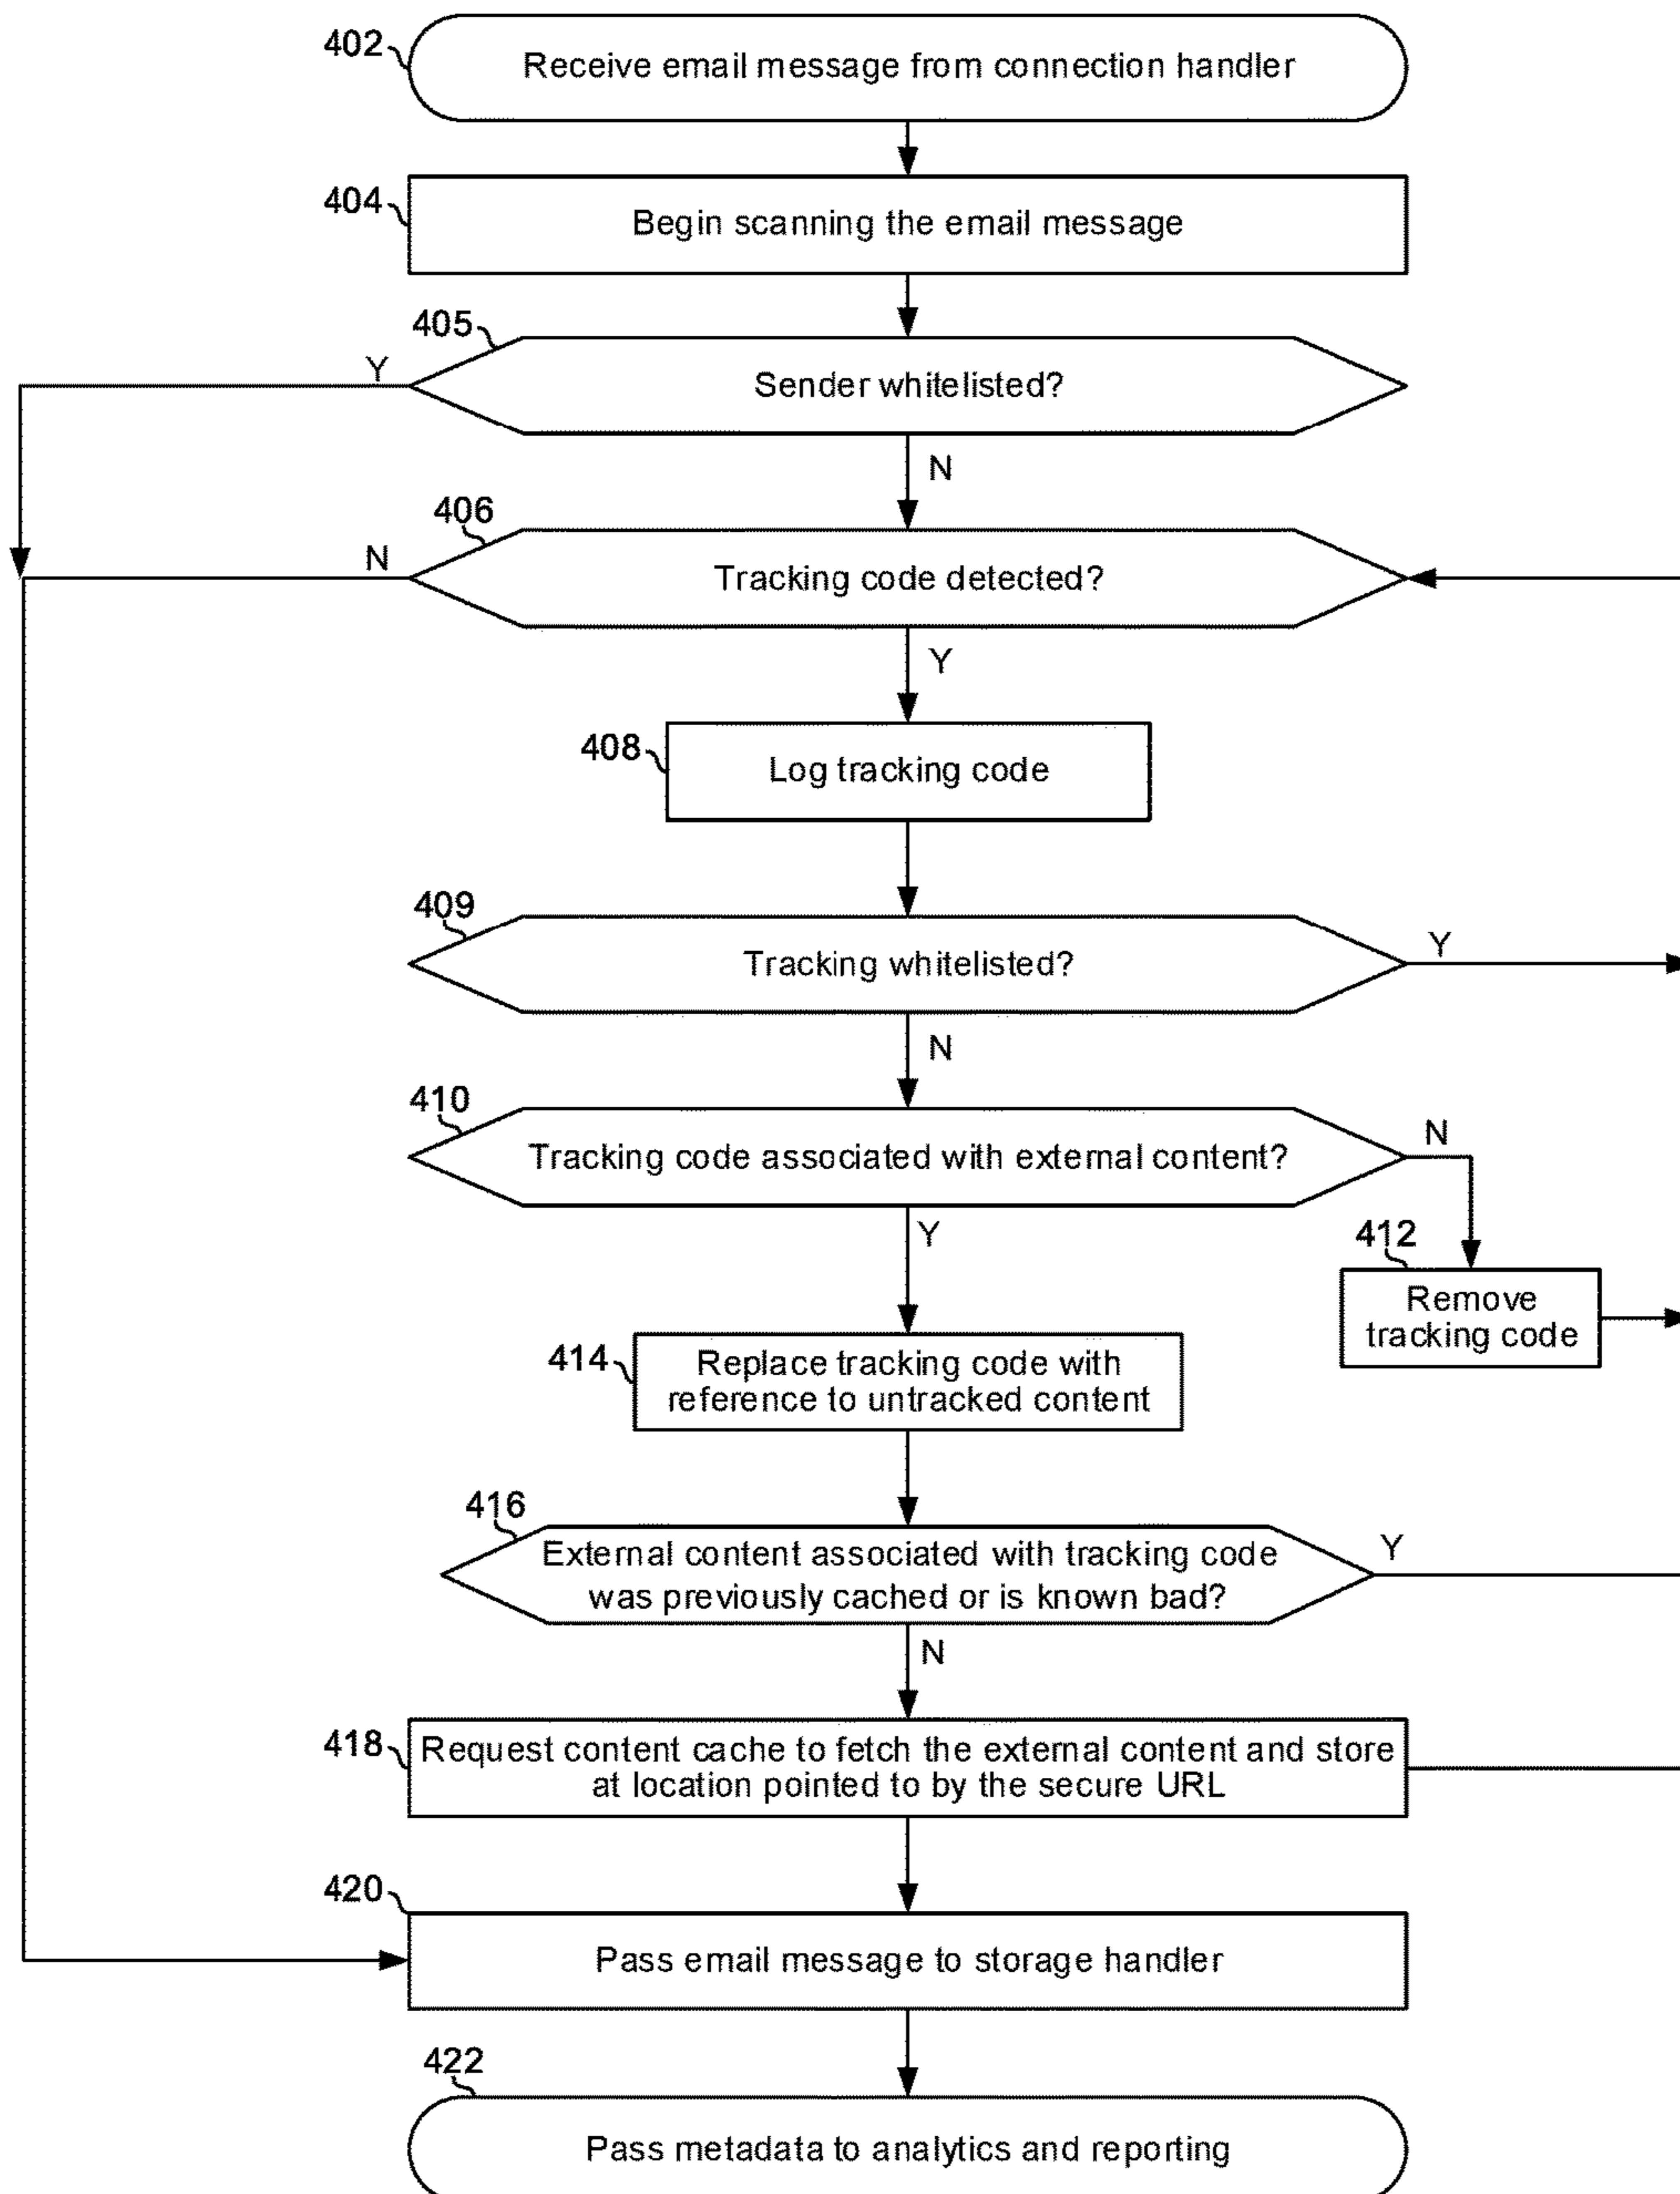 402
Receive email message from connection handler
404
Begin scanning the email message
405
Y
Sender whitelisted?
N
406
N
Tracking code detected?
Y
408
Log tracking code
409
Tracking whitelisted?
Y
N
410
Tracking code associated with external content?
N
Y
412
Remove
tracking code
414
Replace tracking code with
reference to untracked content
416
External content associated with tracking code
was previously cached or is known bad?
Y
N
418
Request content cache to fetch the external content and store
at location pointed to by the secure URL
420
Pass email message to storage handler
422
Pass metadata to analytics and reporting